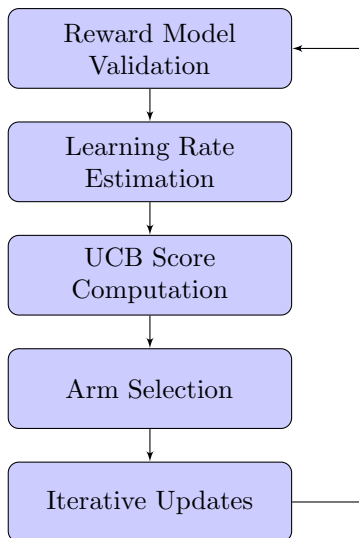 Reward Model
Validation
Learning Rate
Estimation
UCB Score
Computation
Arm Selection
Iterative Updates